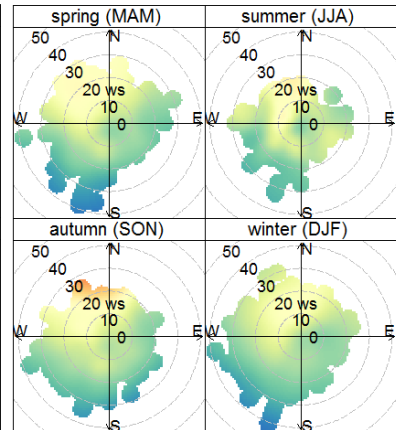 spring (MAM)
50
40
30
20 ws
10
0
N
W
E
S
summer (JJA)
50
40
30
20 ws
10
0
N
W
E
S
autumn (SON)
50
40
30
20 ws
10
0
N
W
E
S
winter (DJF)
50
40
30
20 ws
10
0
N
W
E
S